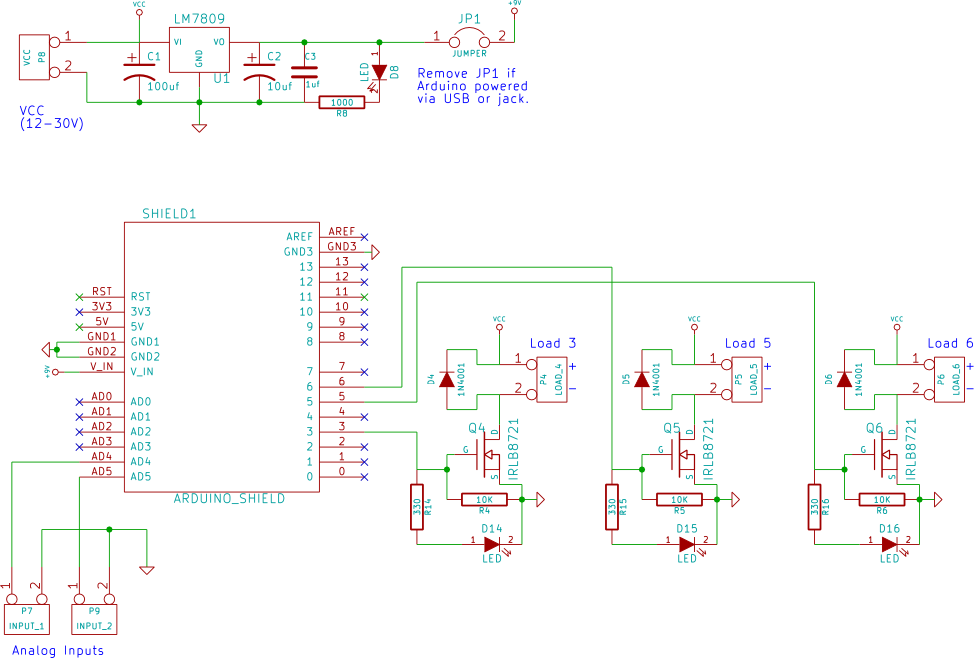 VCC
+9V
LM7809
JP1
VCC
P8
1
2
VI
VO
GND
U1
C1
100uf
C2
10uf
C3
1uf
1
LED
D8
2
1000
R8
1
2
JUMPER
Remove JP1 if
Arduino powered
via USB or jack.
VCC
(12-30V)
SHIELD1
AREF AREF
GND3 GND3
13 13
12 12
RST RST
11 11
3V3 3V3
10 10
5V 5V
9 9
GND1 GND1
8 8
GND2 GND2
+9V
V_IN V_IN
7 7
6 6
AD0 AD0
5 5
AD1 AD1
4 4
AD2 AD2
3 3
AD3 AD3
2 2
AD4 AD4
1 1
AD5 AD5
0 0
ARDUINO_SHIELD
VCC
Load 3
D4
1N4001
1
2
P4
LOAD_4
+
-
Q4
IRLB8721
D
G
S
330
R14
10K
R4
D14
1
2
LED
VCC
Load 5
D5
1N4001
1
2
P5
LOAD_5
+
-
Q5
IRLB8721
D
G
S
330
R15
10K
R5
D15
1
2
LED
VCC
Load 6
D6
1N4001
1
2
P6
LOAD_6
+
-
Q6
IRLB8721
D
G
S
330
R16
10K
R6
D16
1
2
LED
1
2
P7
INPUT_1
1
2
P9
INPUT_2
Analog Inputs